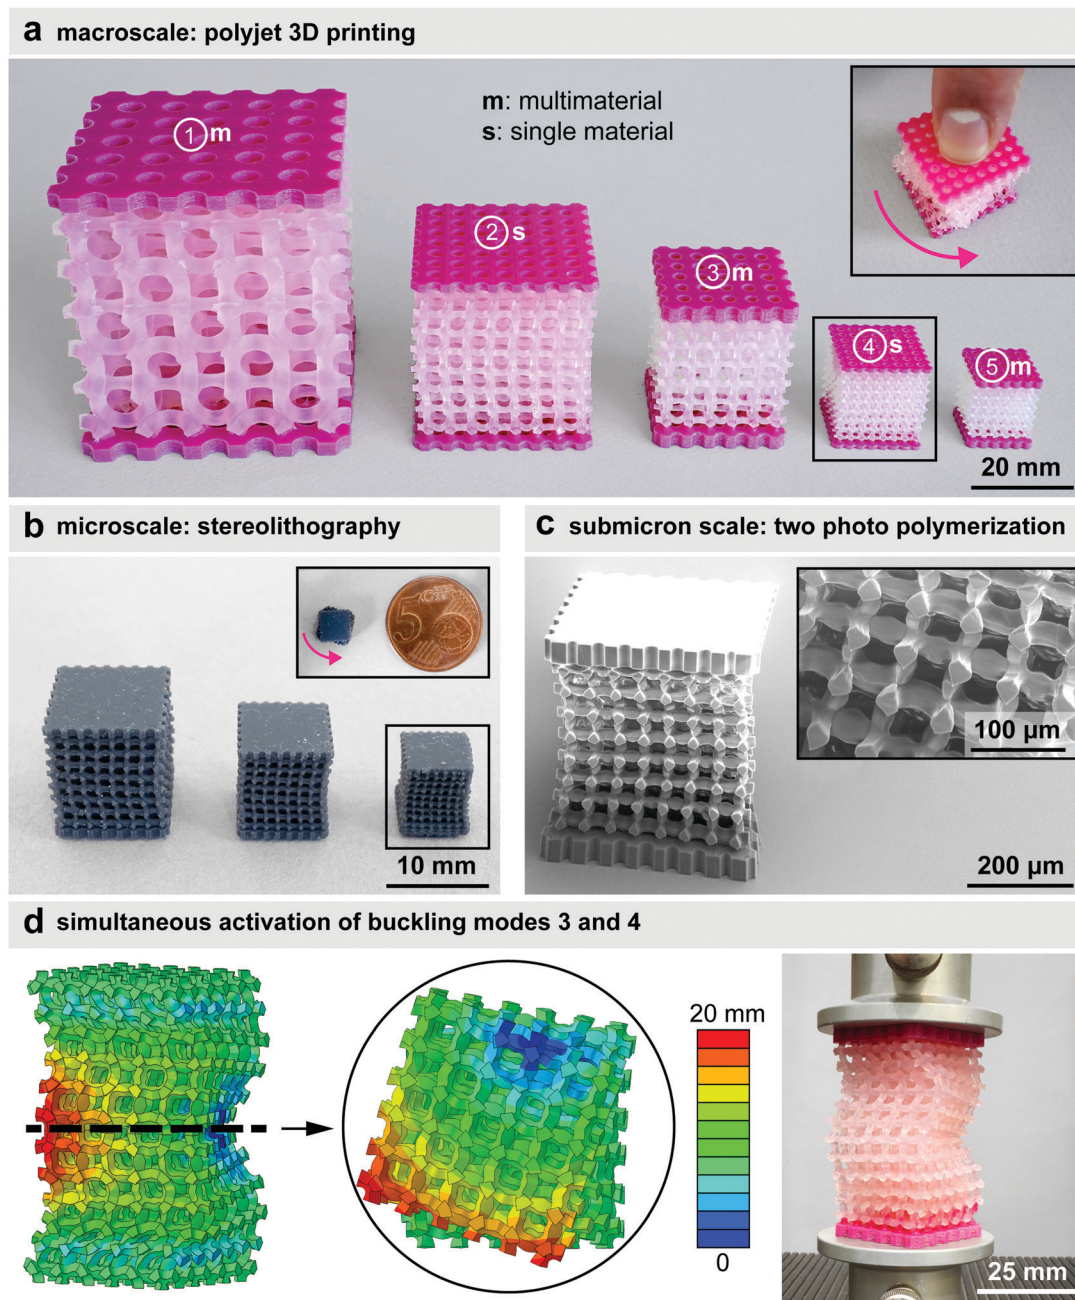 a macroscale: polyjet 3D printing
m: multimaterial
s: single material
1 m
2 s
3 m
4 s
5 m
20 mm
b microscale: stereolithography
5
10 mm
c submicron scale: two photo polymerization
100 µm
200 µm
d simultaneous activation of buckling modes 3 and 4
20 mm
0
25 mm